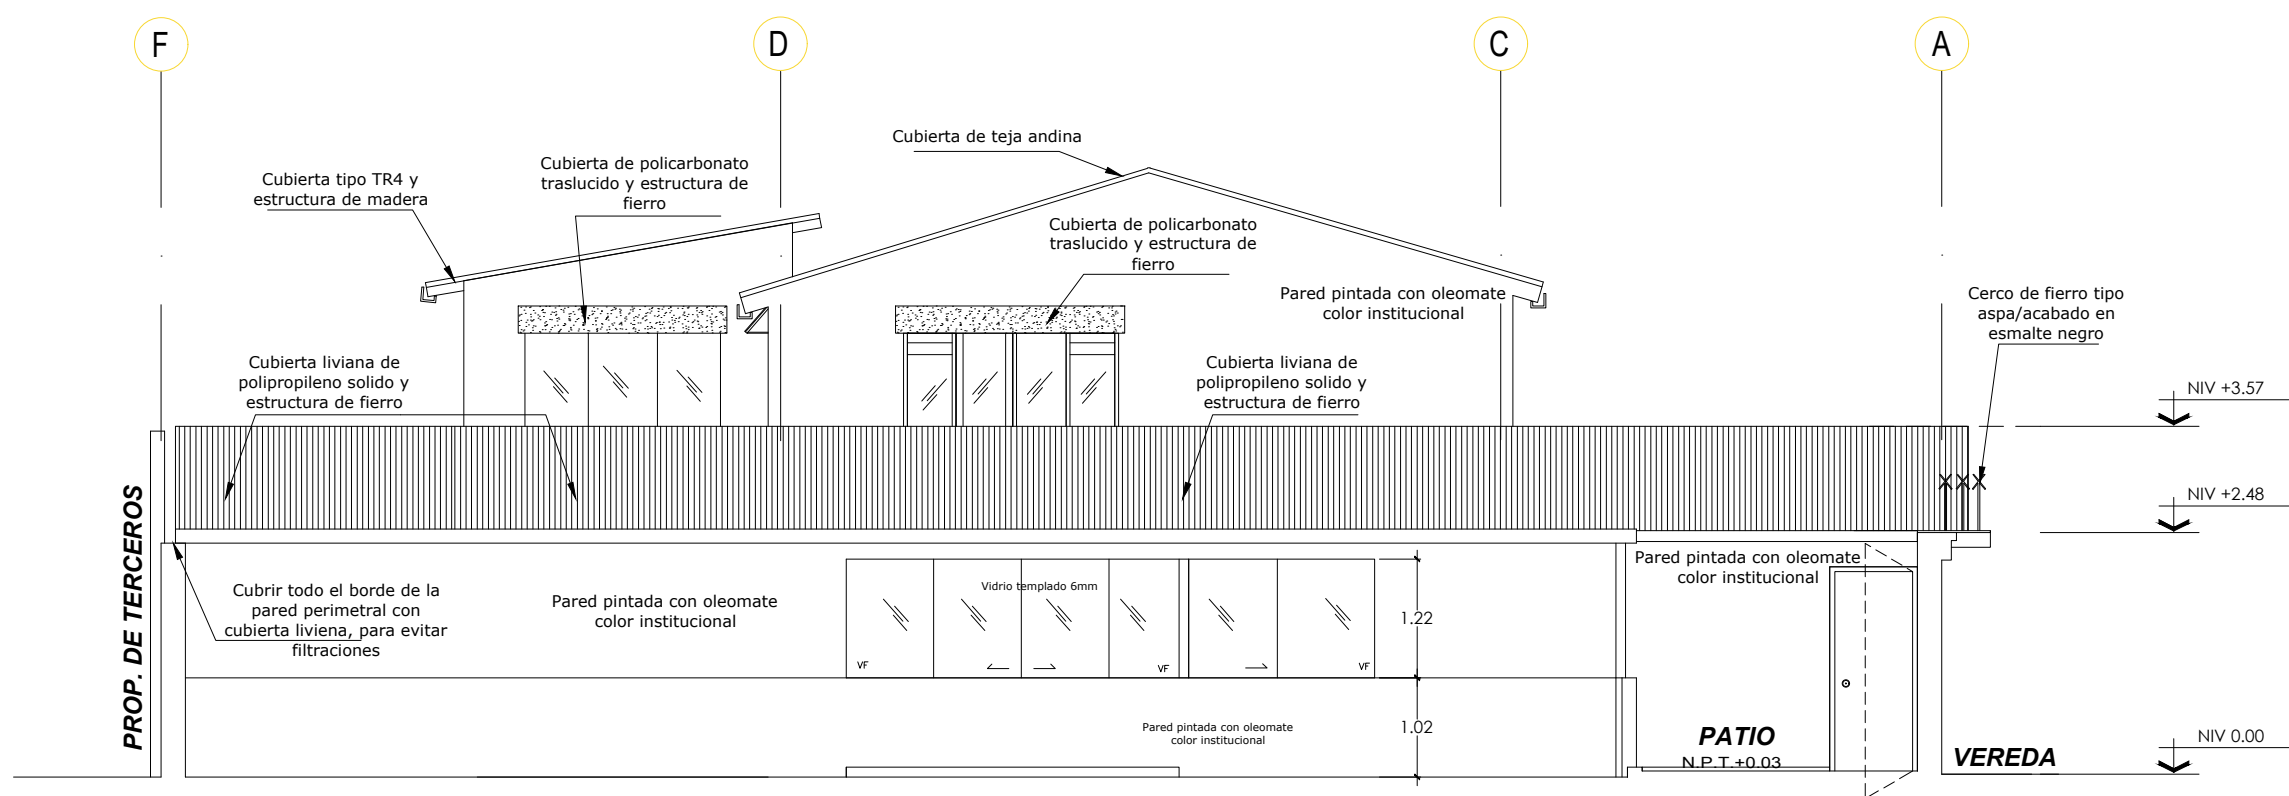 F
D
C
A
Cubierta de teja andina
Cubierta de policarbonato
traslucido y estructura de
fierro
Cubierta tipo TR4 y
estructura de madera
Cubierta de policarbonato
traslucido y estructura de
fierro
Pared pintada con oleomate
color institucional
Cerco de fierro tipo
aspa/acabado en
esmalte negro
Cubierta liviana de
polipropileno solido y
estructura de fierro
Cubierta liviana de
polipropileno solido y
estructura de fierro
NIV +3.57
NIV +2.48
PROP. DE TERCEROS
Cubrir todo el borde de la
pared perimetral con
cubierta liviena, para evitar
filtraciones
Pared pintada con oleomate
color institucional
Vidrio templado 6mm
VF
VF
VF
1.22
Pared pintada con oleomate
color institucional
Pared pintada con oleomate
color institucional
1.02
PATIO
N.P.T.+0.03
VEREDA
NIV 0.00